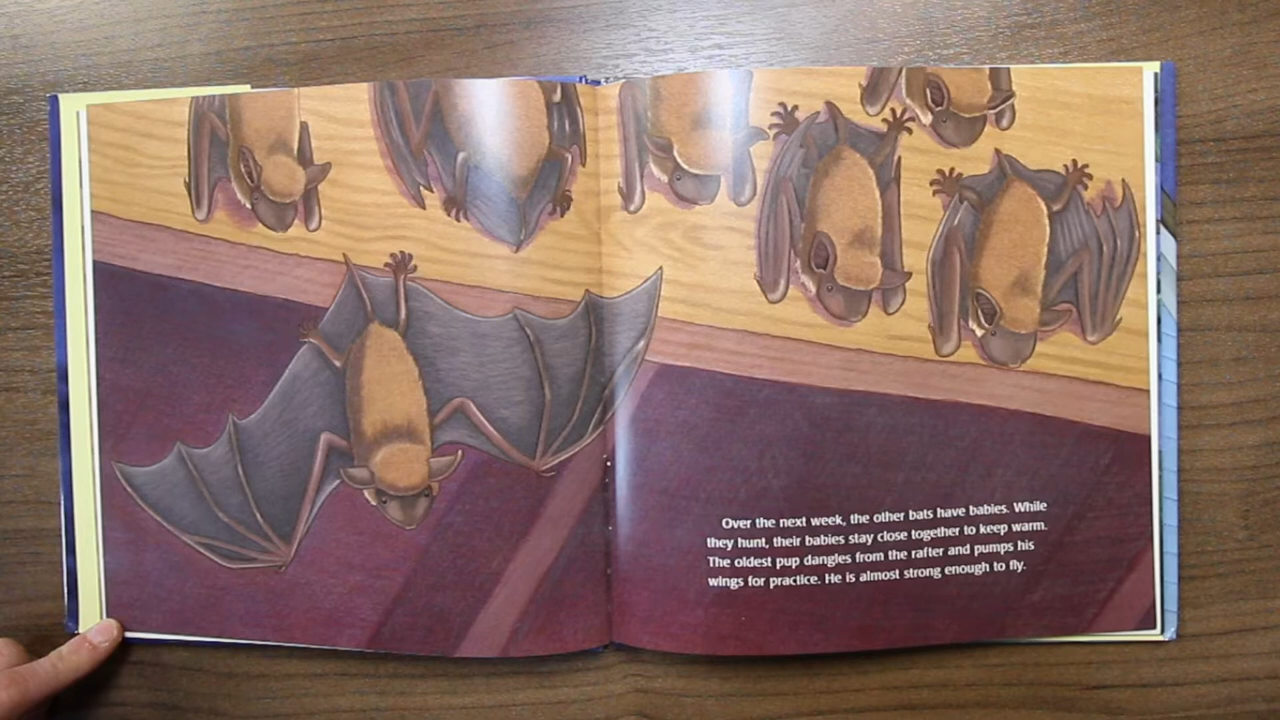 Over the next week, the other bats have babies. While
they hunt, their babies stay close together to keep warm.
The oldest pup dangles from the rafter and pumps his
wings for practice. He is almost strong enough to fly.